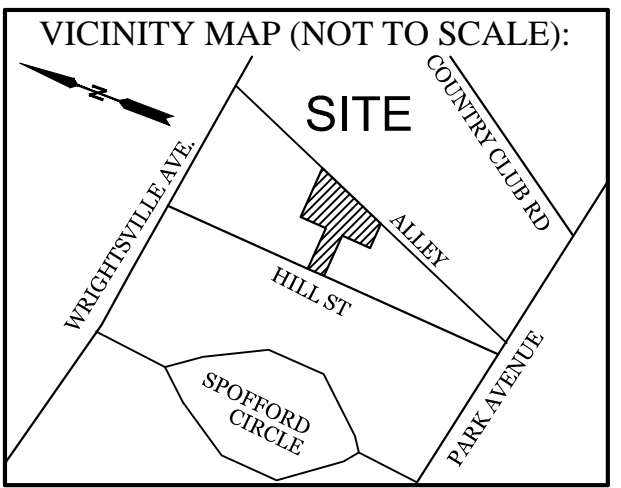 VICINITY MAP (NOT TO SCALE):
N
SITE
COUNTRY CLUB RD
WRIGHTSVILLE AVE.
ALLEY
HILL ST
SPOFFORD
CIRCLE
PARK AVENUE